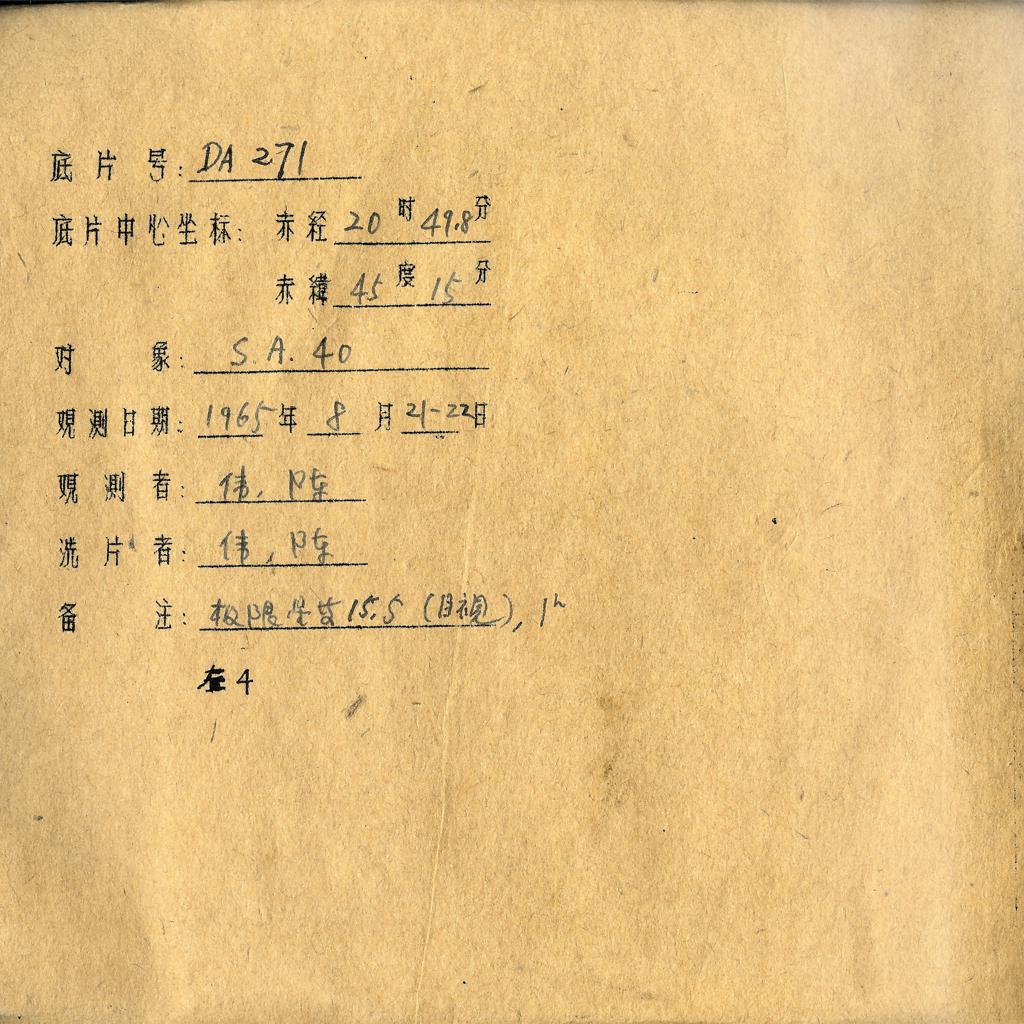 底片号: DA 271
底片中心坐标: 赤经 20 时 49.8 分
赤緯 45 度 15 分
对象: S.A. 40
观测日期: 1965 年 8 月 21-22 日
观测者: 伟, 陈
洗片者: 伟, 陈
备注: 极限星等 15.5 (目視), 1h
左 4